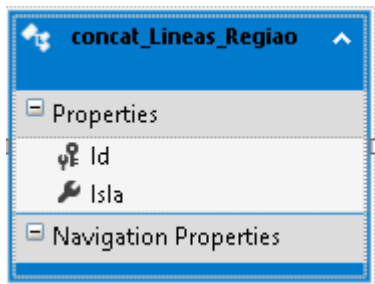 concat_Lineas_Regiao
Properties
Id
Isla
Navigation Properties